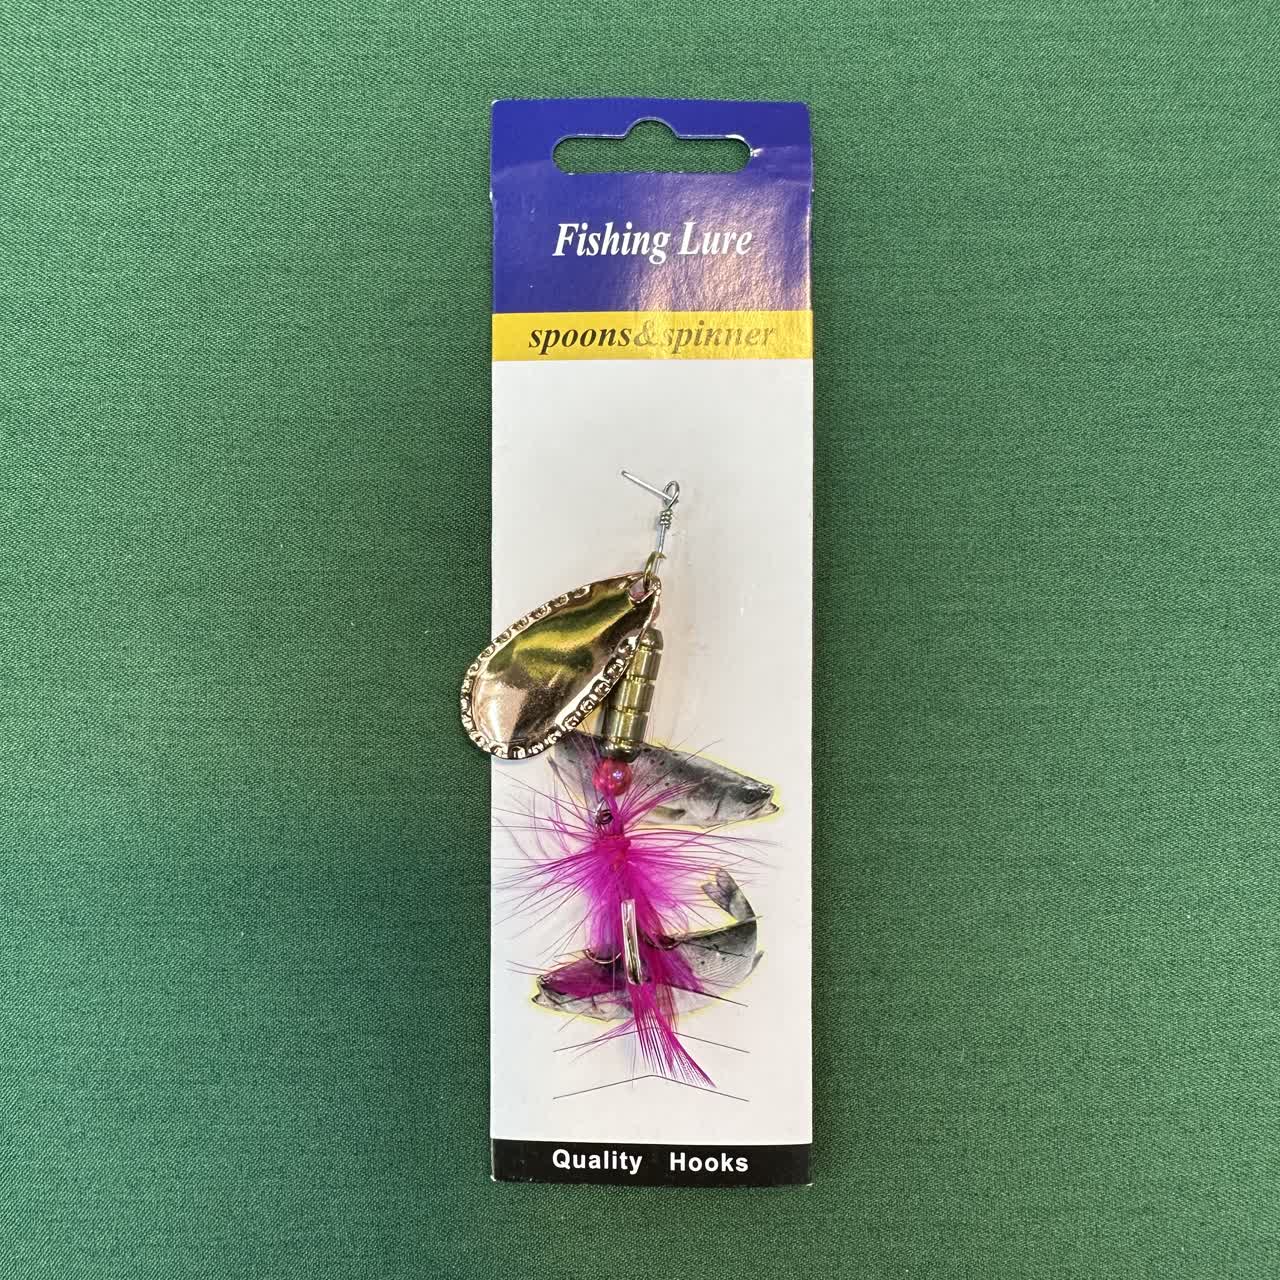 Fishing Lure
spoons&spinner
Quality Hooks